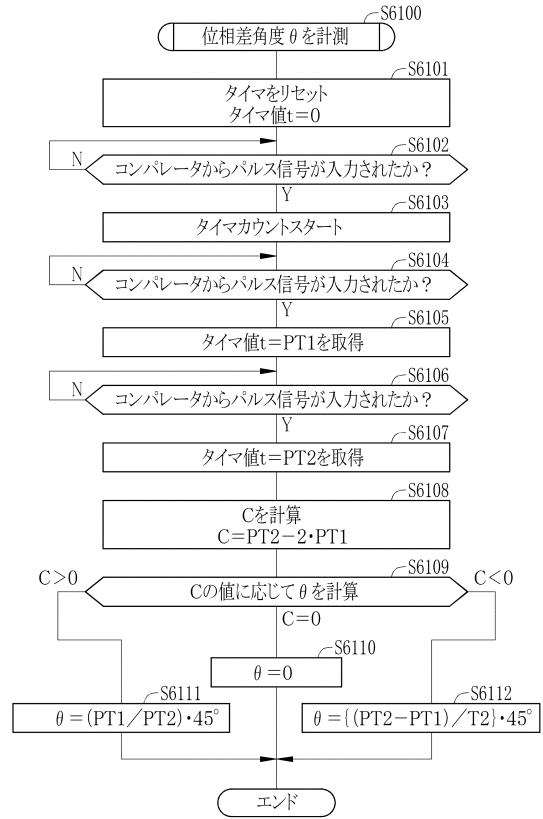 S6100
位相差角度θを計測
S6101
タイマをリセット
タイマ値t=0
S6102
コンパレータからパルス信号が入力されたか?
N
Y
S6103
タイマカウントスタート
S6104
コンパレータからパルス信号が入力されたか?
N
Y
S6105
タイマ値t=PT1を取得
S6106
コンパレータからパルス信号が入力されたか?
N
Y
S6107
タイマ値t=PT2を取得
S6108
Cを計算
C=PT2-2・PT1
S6109
C>0
Cの値に応じてθを計算
C<0
C=0
S6110
θ=0
S6111
θ=(PT1/PT2)・45°
S6112
θ={(PT2-PT1)/T2}・45°
エンド